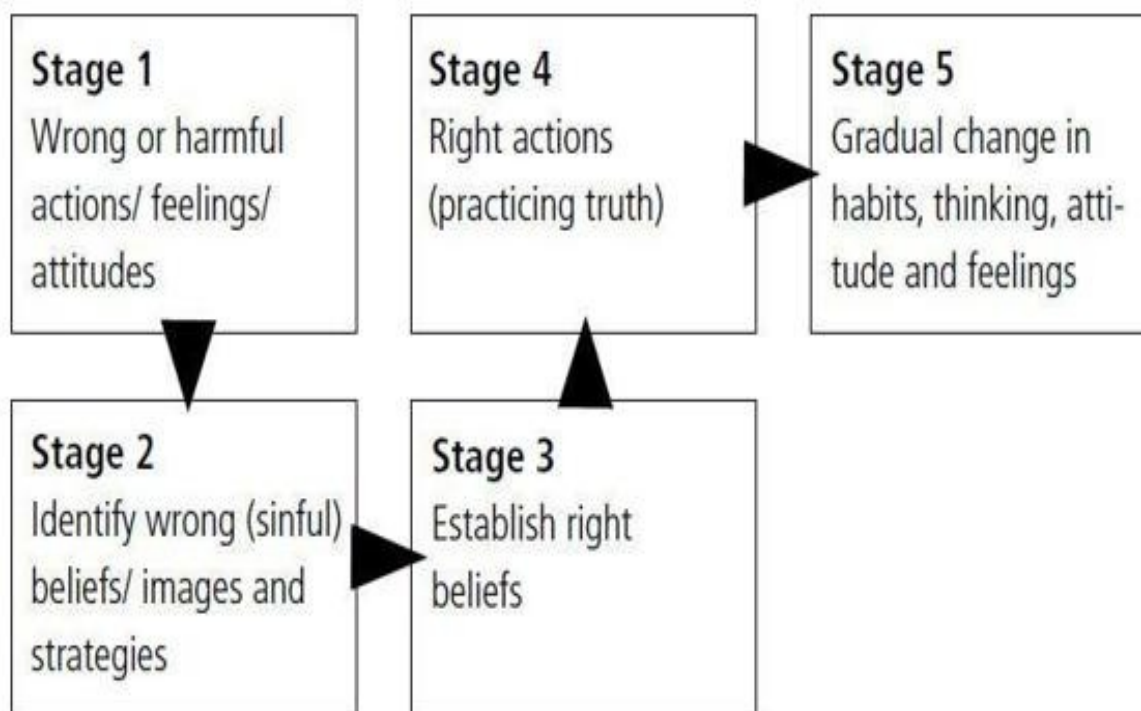 Stage 1
Wrong or harmful
actions/ feelings/
attitudes
Stage 2
Identify wrong (sinful)
beliefs/ images and
strategies
Stage 3
Establish right
beliefs
Stage 4
Right actions
(practicing truth)
Stage 5
Gradual change in
habits, thinking, atti-
tude and feelings